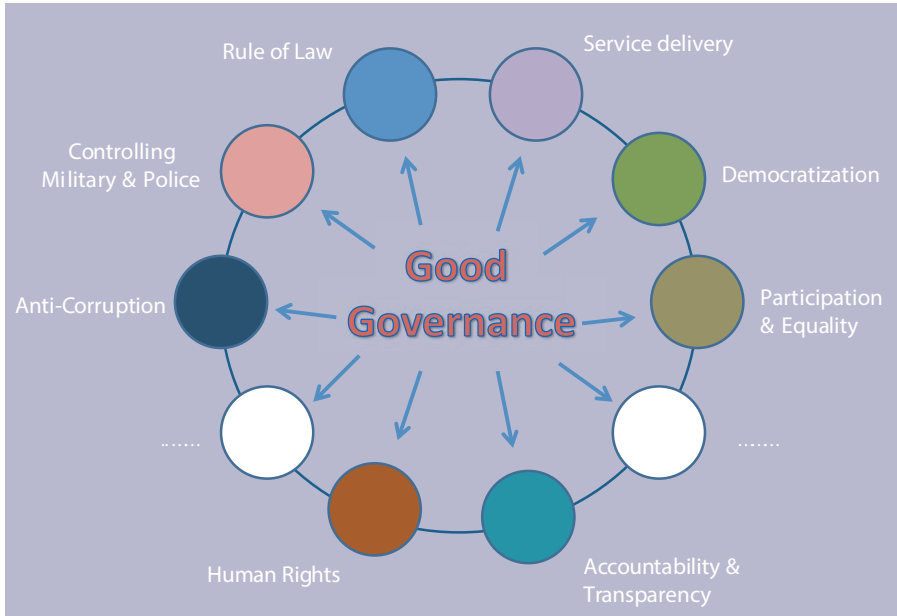 Rule of Law
Service delivery
Controlling
Military & Police
Democratization
Good
Governance
Anti-Corruption
Participation
& Equality
........
........
Human Rights
Accountability &
Transparency